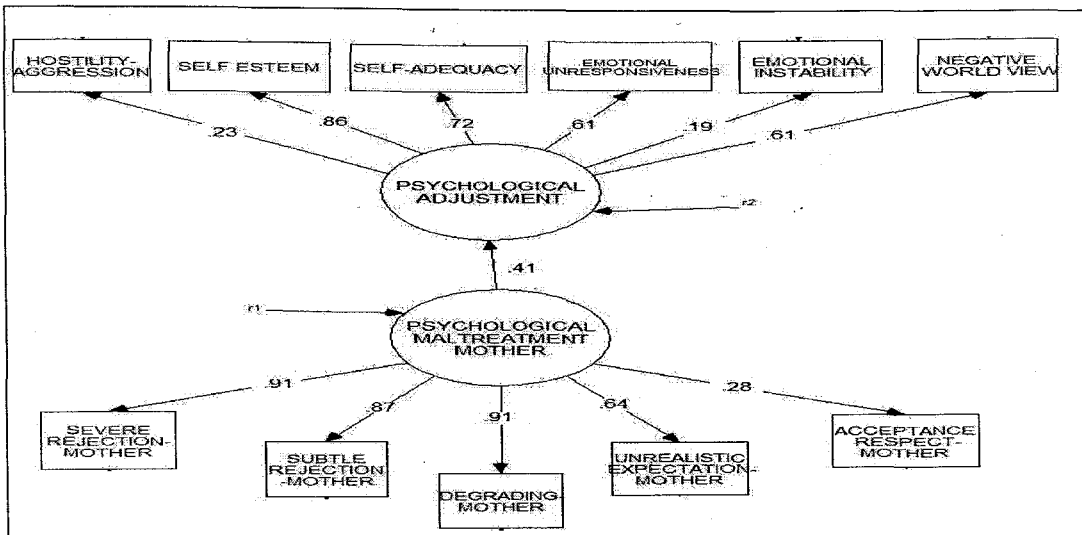 HOSTILITY-
AGGRESSION
SELF ESTEEM
SELF-ADEQUACY
EMOTIONAL
UNRESPONSIVENESS
EMOTIONAL
INSTABILITY
NEGATIVE
WORLD VIEW
.23
.86
.72
.61
.19
.61
PSYCHOLOGICAL
ADJUSTMENT
r2
.41
r1
PSYCHOLOGICAL
MALTREATMENT
MOTHER
.91
.87
.91
.64
.28
SEVERE
REJECTION-
MOTHER
SUBTLE
REJECTION
-MOTHER
DEGRADING-
MOTHER
UNREALISTIC
EXPECTATION-
MOTHER
ACCEPTANCE
RESPECT-
MOTHER